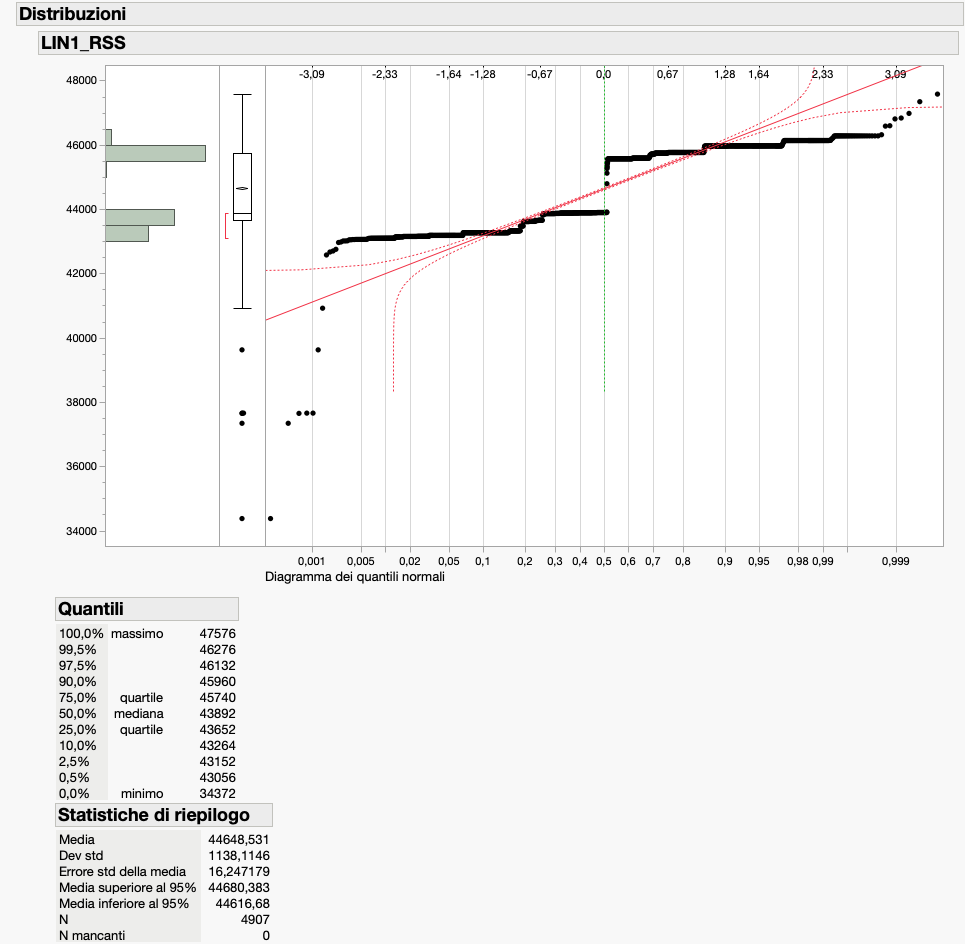 Distribuzioni
LIN1_RSS
-3,09 -2,33 -1,64 -1,28 -0,67 0,0 0,67 1,28 1,64 2,33 3,09
48000
46000
44000
42000
40000
38000
36000
34000
0,001 0,005 0,02 0,05 0,1 0,2 0,3 0,4 0,5 0,6 0,7 0,8 0,9 0,95 0,98 0,99 0,999
Diagramma dei quantili normali
Quantili
100,0% massimo 47576
99,5% 46276
97,5% 46132
90,0% 45960
75,0% quartile 45740
50,0% mediana 43892
25,0% quartile 43652
10,0% 43264
2,5% 43152
0,5% 43056
0,0% minimo 34372
Statistiche di riepilogo
Media 44648,531
Dev std 1138,1146
Errore std della media 16,247179
Media superiore al 95% 44680,383
Media inferiore al 95% 44616,68
N 4907
N mancanti 0